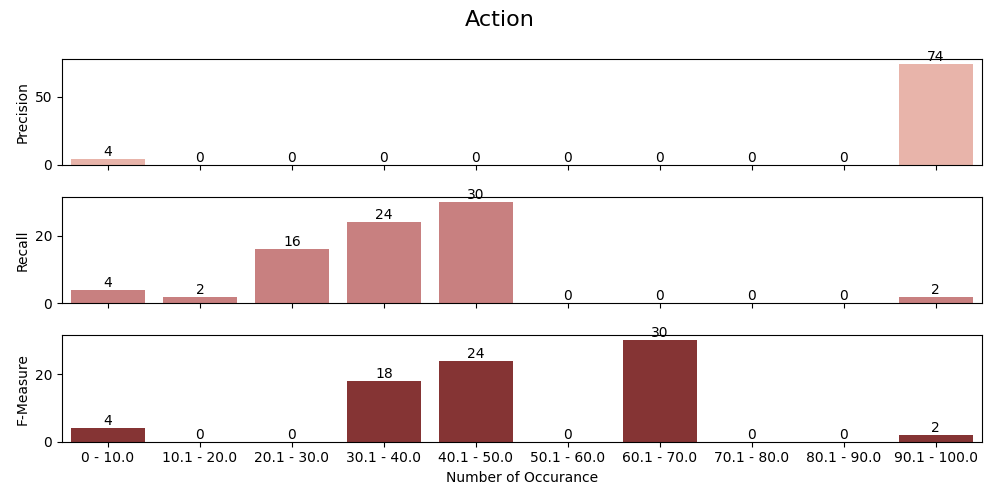 Action
Precision
50
0
4 0 0 0 0 0 0 0 0 74
Recall
20
0
4 2 16 24 30 0 0 0 0 2
F-Measure
20
0
4 0 0 18 24 0 30 0 0 2
0 - 10.0 10.1 - 20.0 20.1 - 30.0 30.1 - 40.0 40.1 - 50.0 50.1 - 60.0 60.1 - 70.0 70.1 - 80.0 80.1 - 90.0 90.1 - 100.0
Number of Occurance